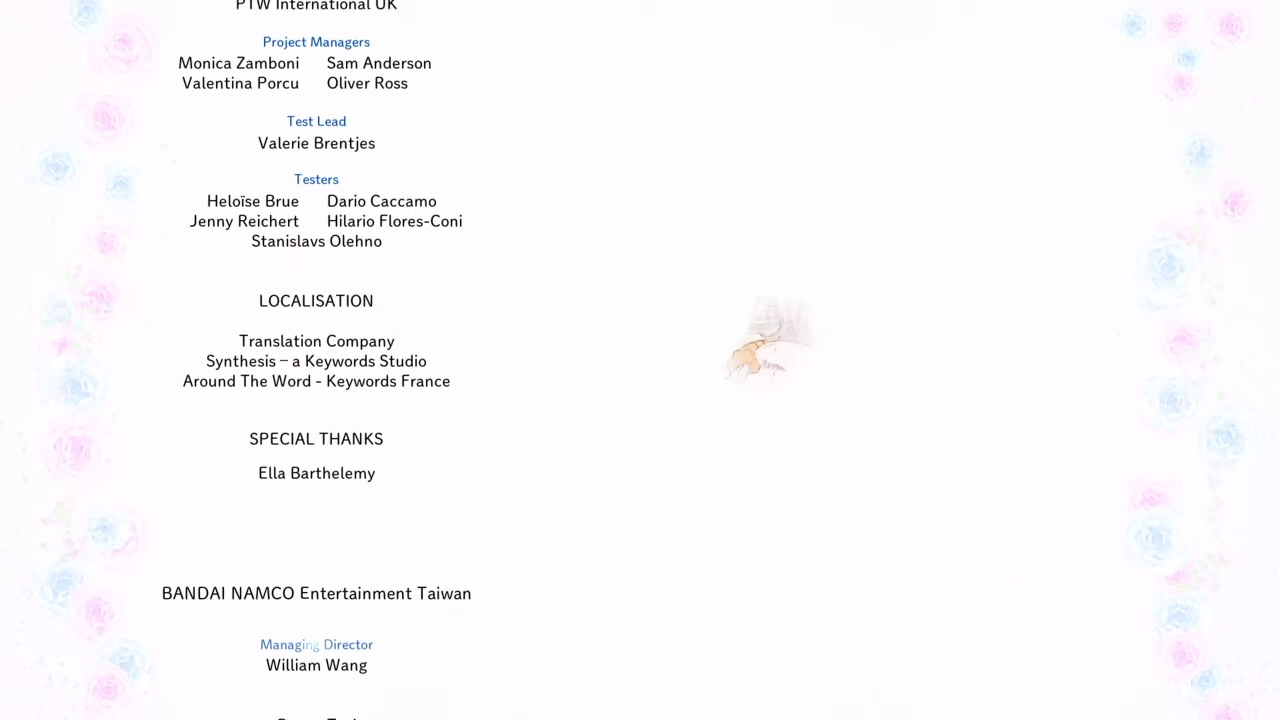 PTW International UK
Project Managers
Monica Zamboni Sam Anderson
Valentina Porcu Oliver Ross
Test Lead
Valerie Brentjes
Testers
Heloïse Brue Dario Caccamo
Jenny Reichert Hilario Flores-Coni
Stanislavs Olehno
LOCALISATION
Translation Company
Synthesis – a Keywords Studio
Around The Word - Keywords France
SPECIAL THANKS
Ella Barthelemy
BANDAI NAMCO Entertainment Taiwan
Managing Director
William Wang